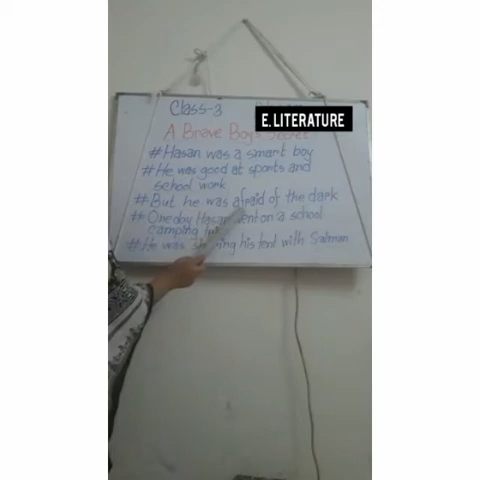 Class-3
E. LITERATURE
A Brave Boy's Secret
# Hasan was a smart boy
# He was good at sports and
school work
# But he was afraid of the dark
# One day Hasan went on a school
camping
# He was his tent with Salman